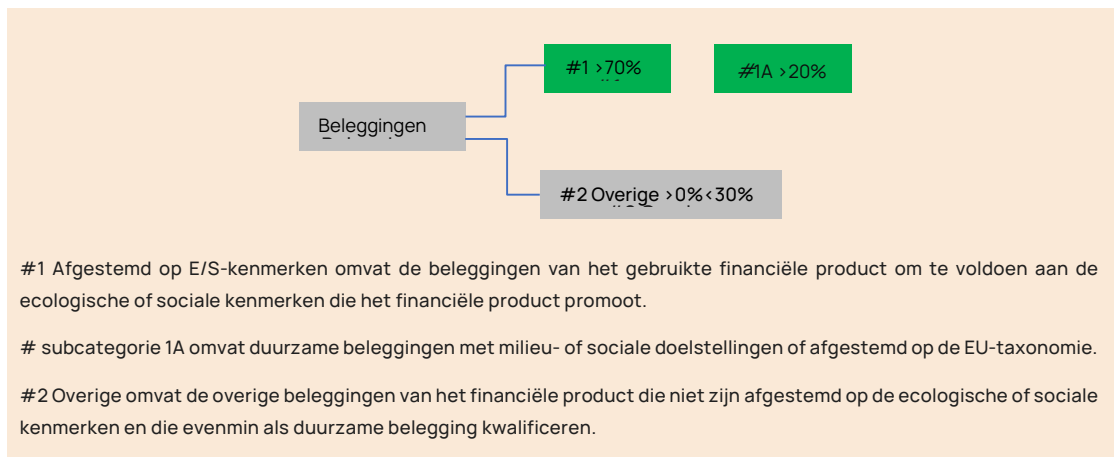 #1 >70%
#1A >20%
Beleggingen
#2 Overige >0%<30%
#1 Afgestemd op E/S-kenmerken omvat de beleggingen van het gebruikte financiële product om te voldoen aan de
ecologische of sociale kenmerken die het financiële product promoot.
# subcategorie 1A omvat duurzame beleggingen met milieu- of sociale doelstellingen of afgestemd op de EU-taxonomie.
#2 Overige omvat de overige beleggingen van het financiële product die niet zijn afgestemd op de ecologische of sociale
kenmerken en die evenmin als duurzame belegging kwalificeren.